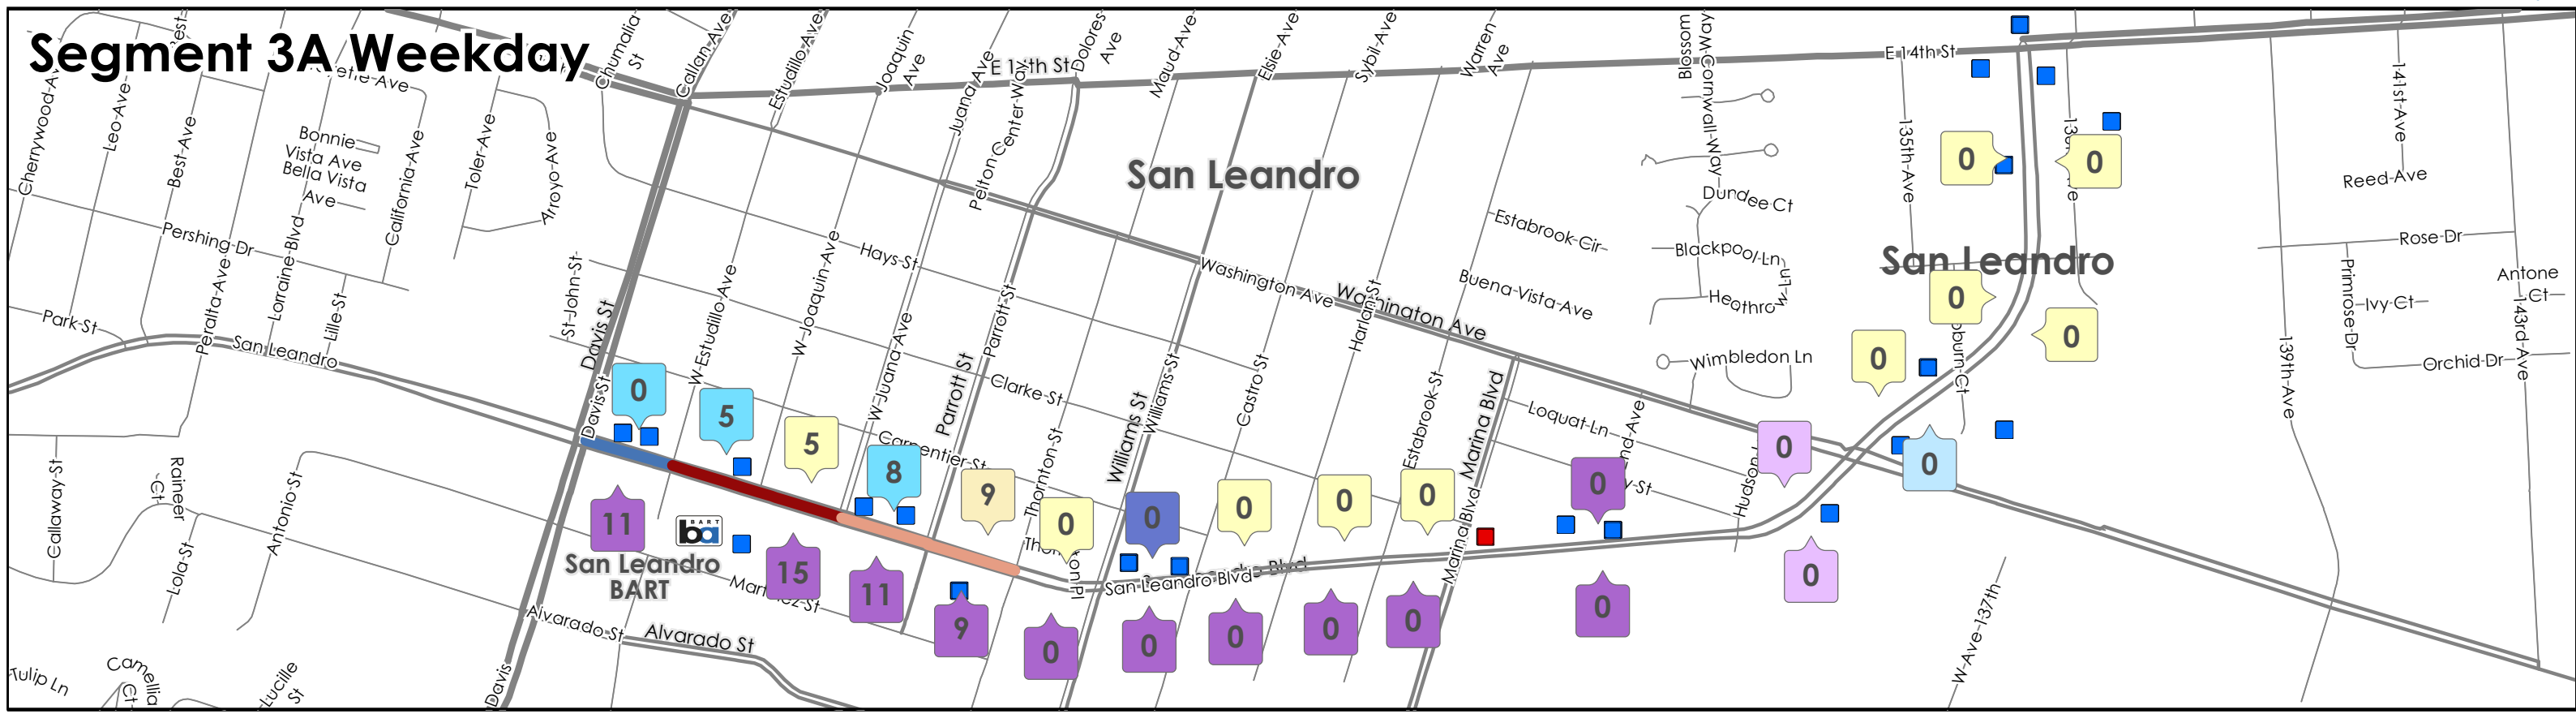 Segment 3A Weekday
Cherrywood-Av
Leo-Ave
Best-Ave
Bonnie
Vista Ave
Bella Vista
Ave
California-Ave
Toler-Ave
Arroyo-Ave
Chumalia
St
Callan-Ave
Estudillo-Ave
Joaquin
Ave
Juana-Ave
Pelton Center-Way
E 14th St
Dolores
Ave
Maud-Ave
Elsie-Ave
Sybil-Ave
Warren
Ave
Blossom
Way
Cornwall-Way
E 14th-St
135th-Ave
141st-Ave
Reed-Ave
Rose-Dr
Antone
Ct
Primrose-Dr
Ivy-Ct
143rd-Ave
Orchid-Dr
139th-Ave
San Leandro
San Leandro
Dundee Ct
Blackpool-Ln
Heathrow
Ln
Wimbledon Ln
Estabrook-Cir
Buena-Vista-Ave
Washington Ave
Washington Ave
Harlan-St
Hays-St
Pershing-Dr
Peralta-Ave
Lorraine-Blvd
Lille-St
Park-St
San Leandro
St-John-St
Davis St
Davis-St
W-Estudillo Ave
W-Joaquin-Ave
W-Juana-Ave
Parrott-St
Parrott St
Clarke-St
Carpentier-St
Thornton-St
Williams St
Williams-St
Castro-St
Estabrook-St
Marina Blvd
Marina-Blvd
Loquat-Ln
Hudson
San Leandro Blvd
0
5
5
8
9
0
0
0
0
0
0
0
0
0
0
0
0
0
11
15
11
9
0
0
0
0
0
0
0
BART
ba
San Leandro
BART
Callaway-St
Rainier
Ct
Lola-St
Antonio-St
Alvarado St
Alvarado St
Davis
Tulip Ln
Camellia
Ct
Lucille
St
W-Ave-137th